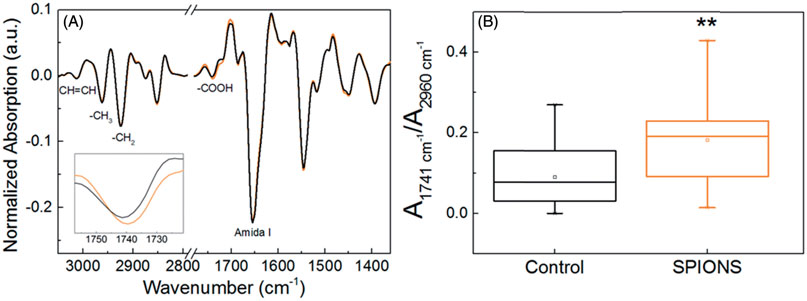 (A)
Normalized Absorption (a.u.)
0.1
0.0
-0.1
-0.2
CH=CH
-CH3
-CH2
-COOH
Amida I
1750 1740 1730
3000 2900 2800 1700 1600 1500 1400
Wavenumber (cm-1)
(B)
A1741 cm-1/A2960 cm-1
**
0.4
0.2
0.0
Control SPIONS